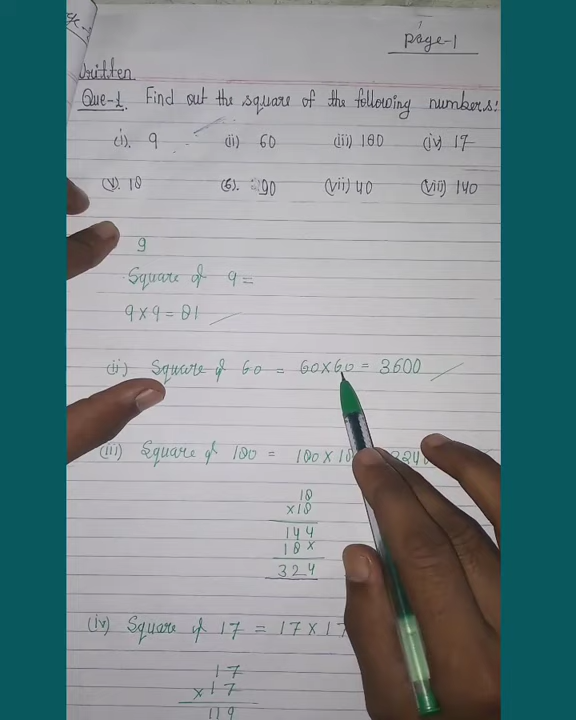 Page-1
written
Que-1. Find out the square of the following numbers:
(i). 9 (ii) 60 (iii) 180 (iv) 17
(v). 18 (6). 90 (vii) 40 (viii) 140
9
Square of 9 =
9 × 9 = 81
(ii) Square of 60 = 60×60 = 3600
(iii) Square of 180 = 180 × 18
18
×18
144
18×
324
(iv) Square of 17 = 17 × 17
17
×17
119